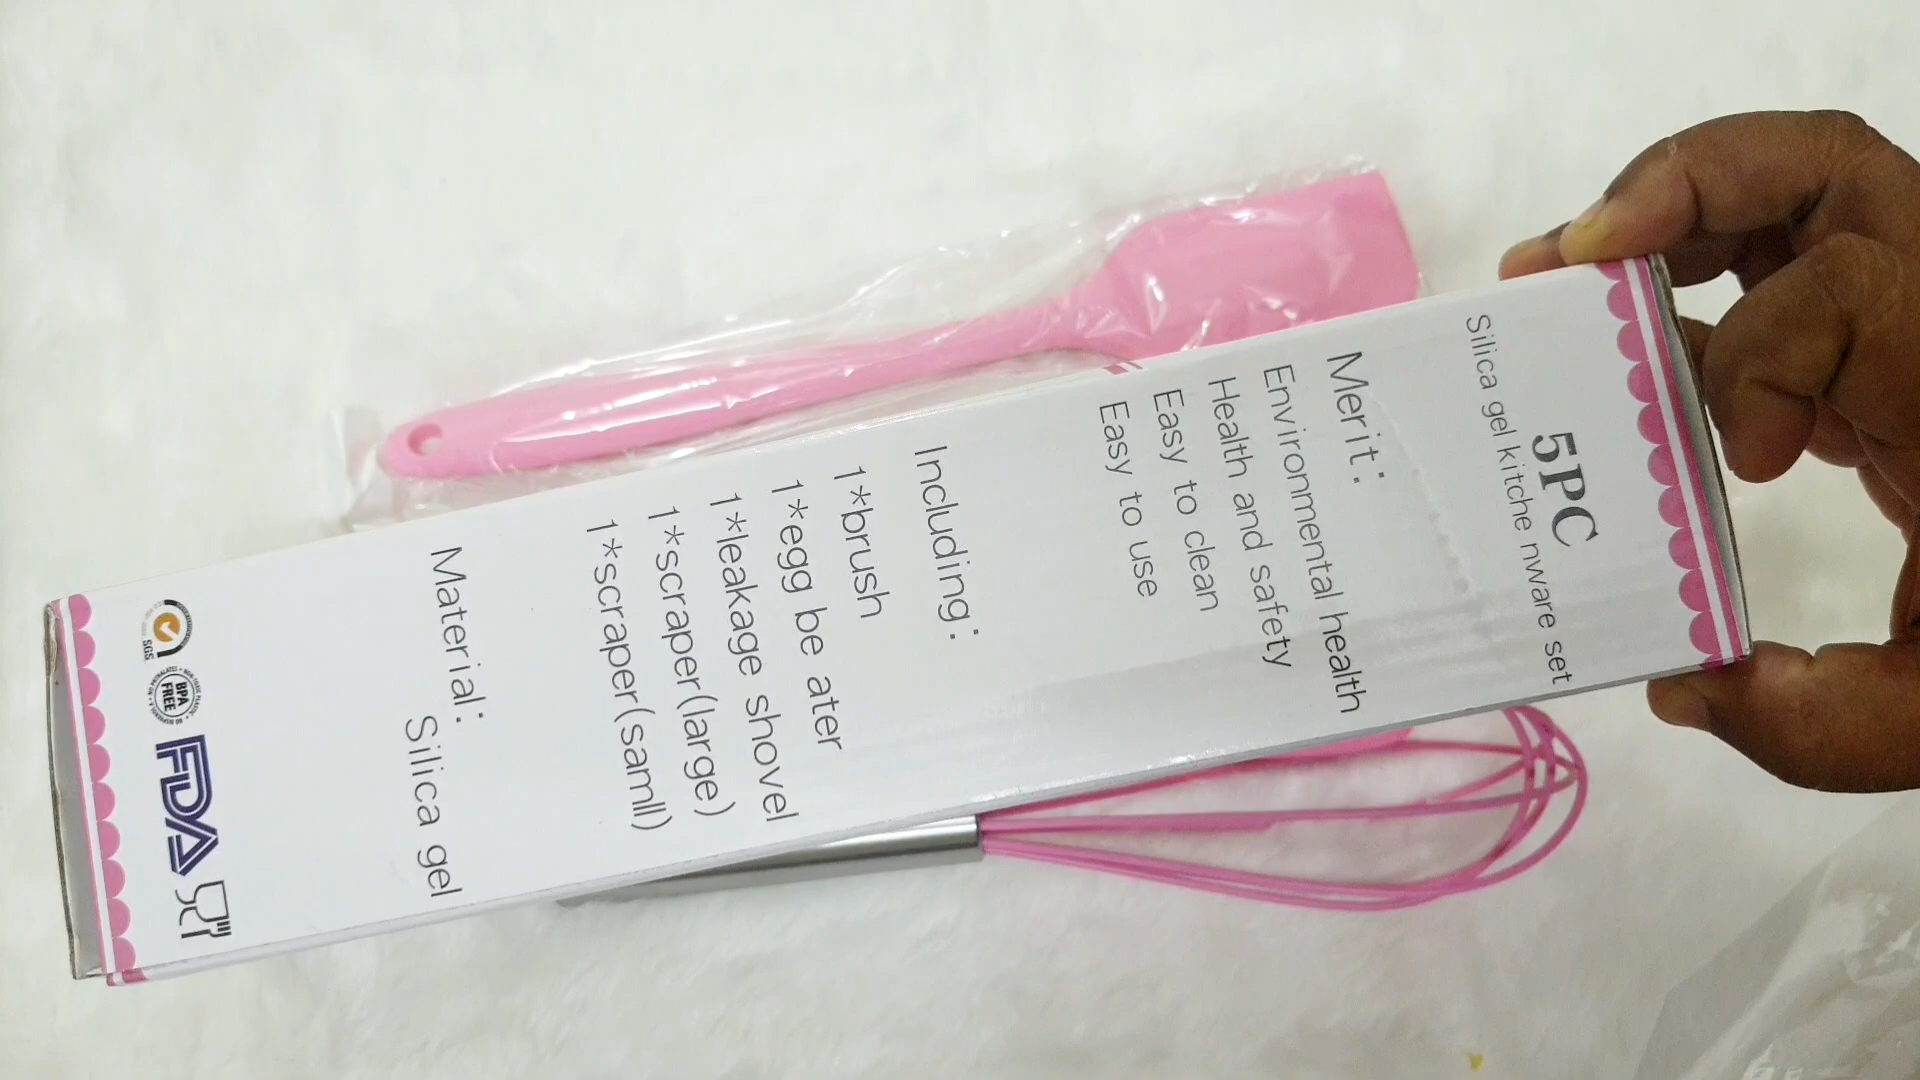 5PC
Silica gel kitche nware set
Merit:
Environmental health
Health and safety
Easy to clean
Easy to use
Including:
1*brush
1*egg be ater
1*leakage shovel
1*scraper(large)
1*scraper(samll)
Material:
Silica gel
SGS
BPA
FREE
FDA